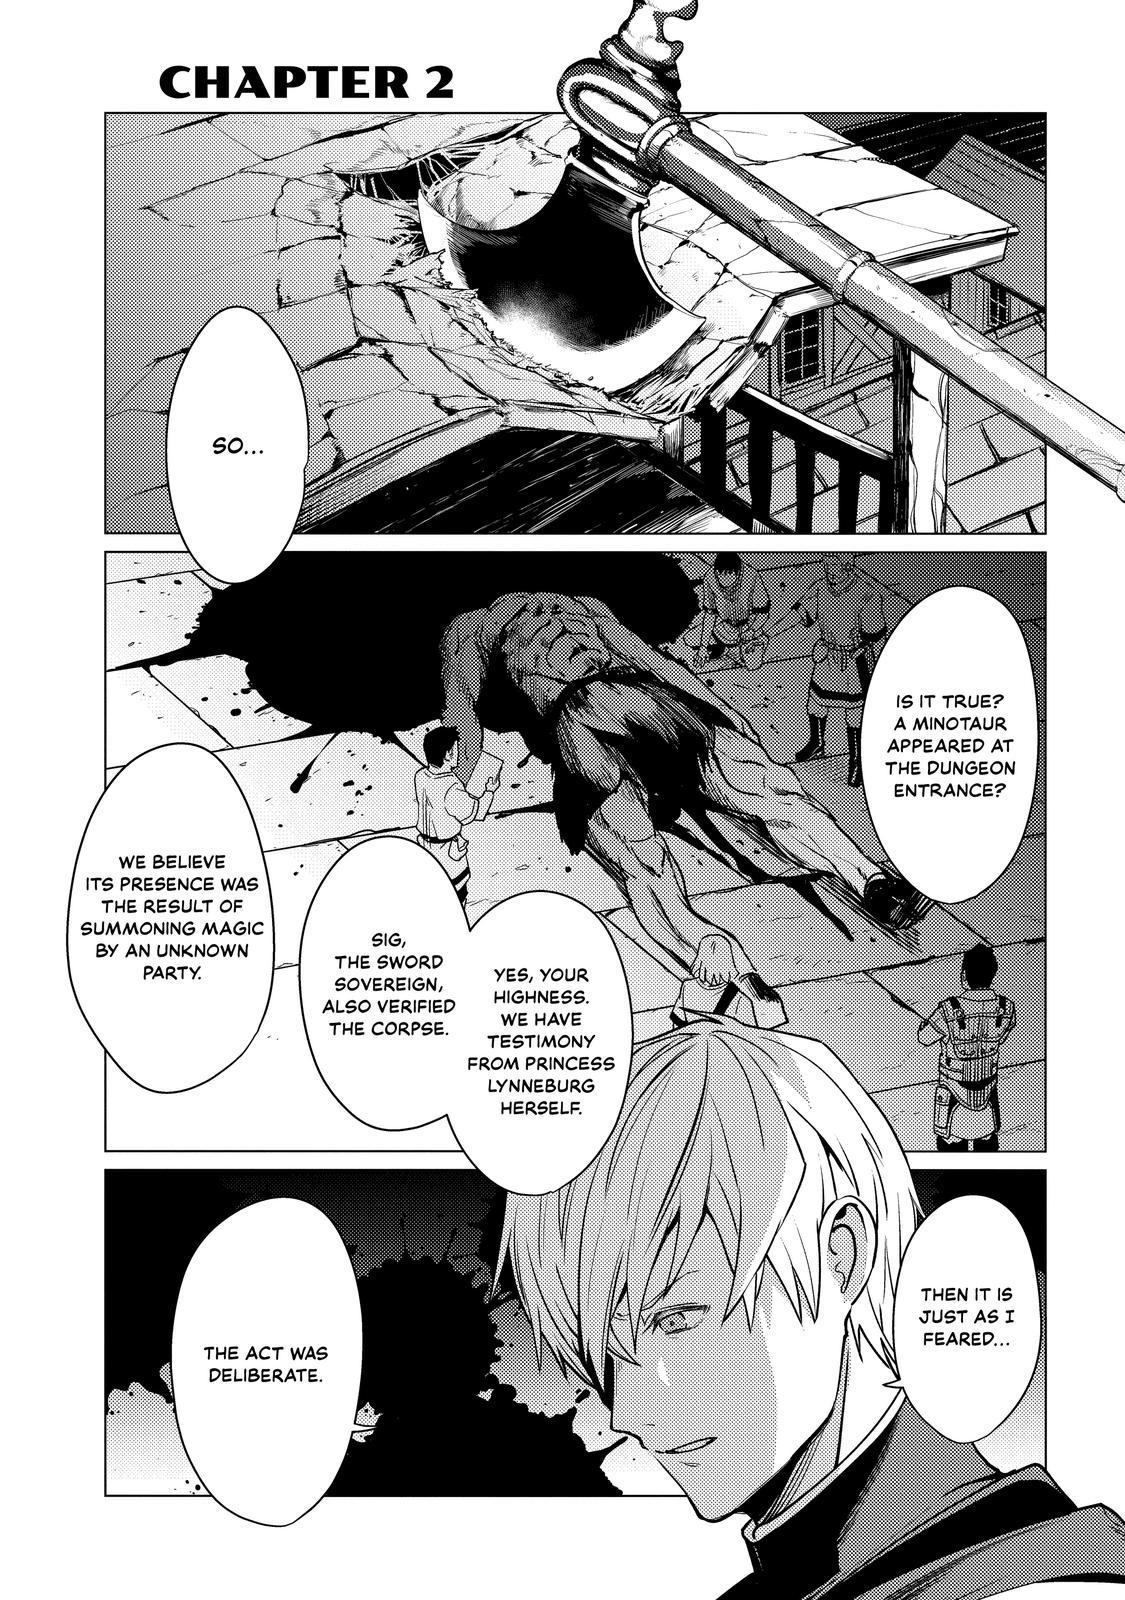 CHAPTER 2
SO...
IS IT TRUE?
A MINOTAUR
APPEARED AT
THE DUNGEON
ENTRANCE?
YES, YOUR
HIGHNESS.
WE HAVE
TESTIMONY
FROM PRINCESS
LYNNEBURG
HERSELF.
SIG,
THE SWORD
SOVEREIGN,
ALSO VERIFIED
THE CORPSE.
WE BELIEVE
ITS PRESENCE WAS
THE RESULT OF
SUMMONING MAGIC
BY AN UNKNOWN
PARTY.
THEN IT IS
JUST AS I
FEARED...
THE ACT WAS
DELIBERATE.